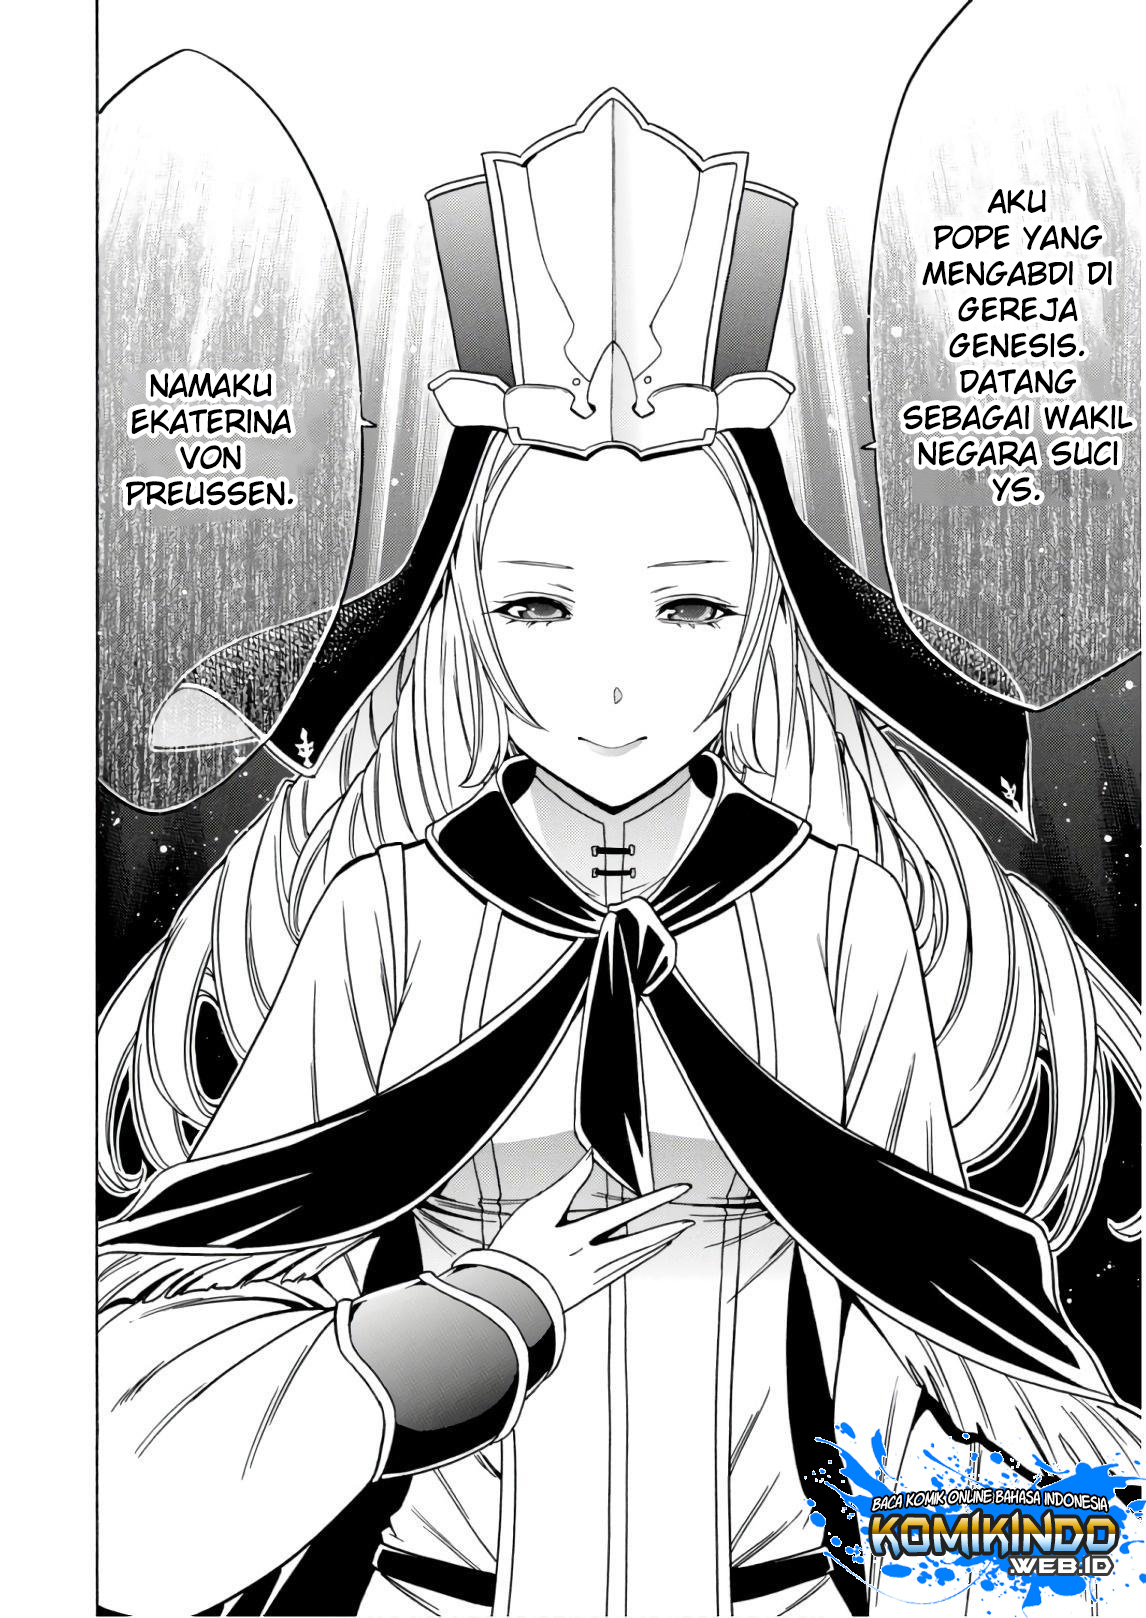 AKU
POPE YANG
MENGABDI DI
GEREJA
GENESIS.
DATANG
SEBAGAI WAKIL
NEGARA SUCI
YS.
NAMAKU
EKATERINA
VON
PREUSSEN.
BACA KOMIK ONLINE BAHASA INDONESIA
KOMIKINDO
.WEB.ID